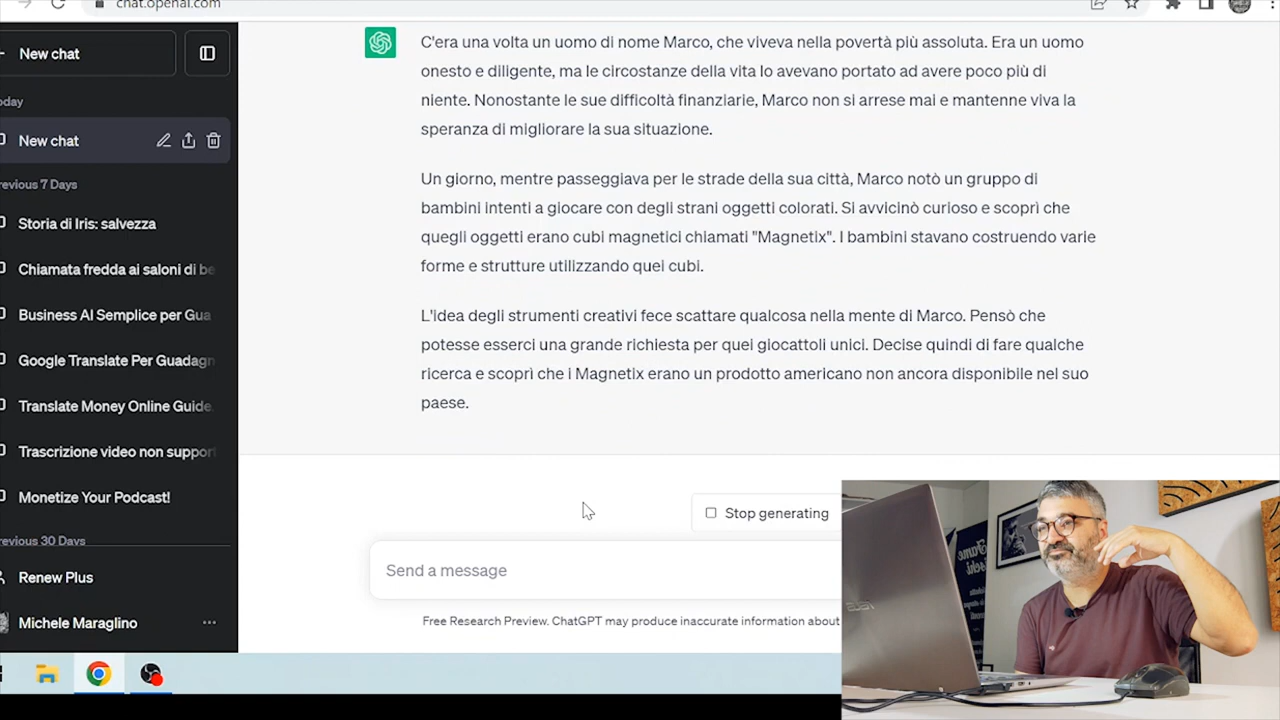 chat.openai.com
New chat
oday
New chat
revious 7 Days
Storia di Iris: salvezza
Chiamata fredda ai saloni di be
Business AI Semplice per Gua
Google Translate Per Guadagn
Translate Money Online Guide.
Trascrizione video non support
Monetize Your Podcast!
revious 30 Days
Renew Plus
Michele Maraglino
C'era una volta un uomo di nome Marco, che viveva nella povertà più assoluta. Era un uomo
onesto e diligente, ma le circostanze della vita lo avevano portato ad avere poco più di
niente. Nonostante le sue difficoltà finanziarie, Marco non si arrese mai e mantenne viva la
speranza di migliorare la sua situazione.
Un giorno, mentre passeggiava per le strade della sua città, Marco notò un gruppo di
bambini intenti a giocare con degli strani oggetti colorati. Si avvicinò curioso e scoprì che
quegli oggetti erano cubi magnetici chiamati "Magnetix". I bambini stavano costruendo varie
forme e strutture utilizzando quei cubi.
L'idea degli strumenti creativi fece scattare qualcosa nella mente di Marco. Pensò che
potesse esserci una grande richiesta per quei giocattoli unici. Decise quindi di fare qualche
ricerca e scoprì che i Magnetix erano un prodotto americano non ancora disponibile nel suo
paese.
Stop generating
Send a message
Free Research Preview. ChatGPT may produce inaccurate information about